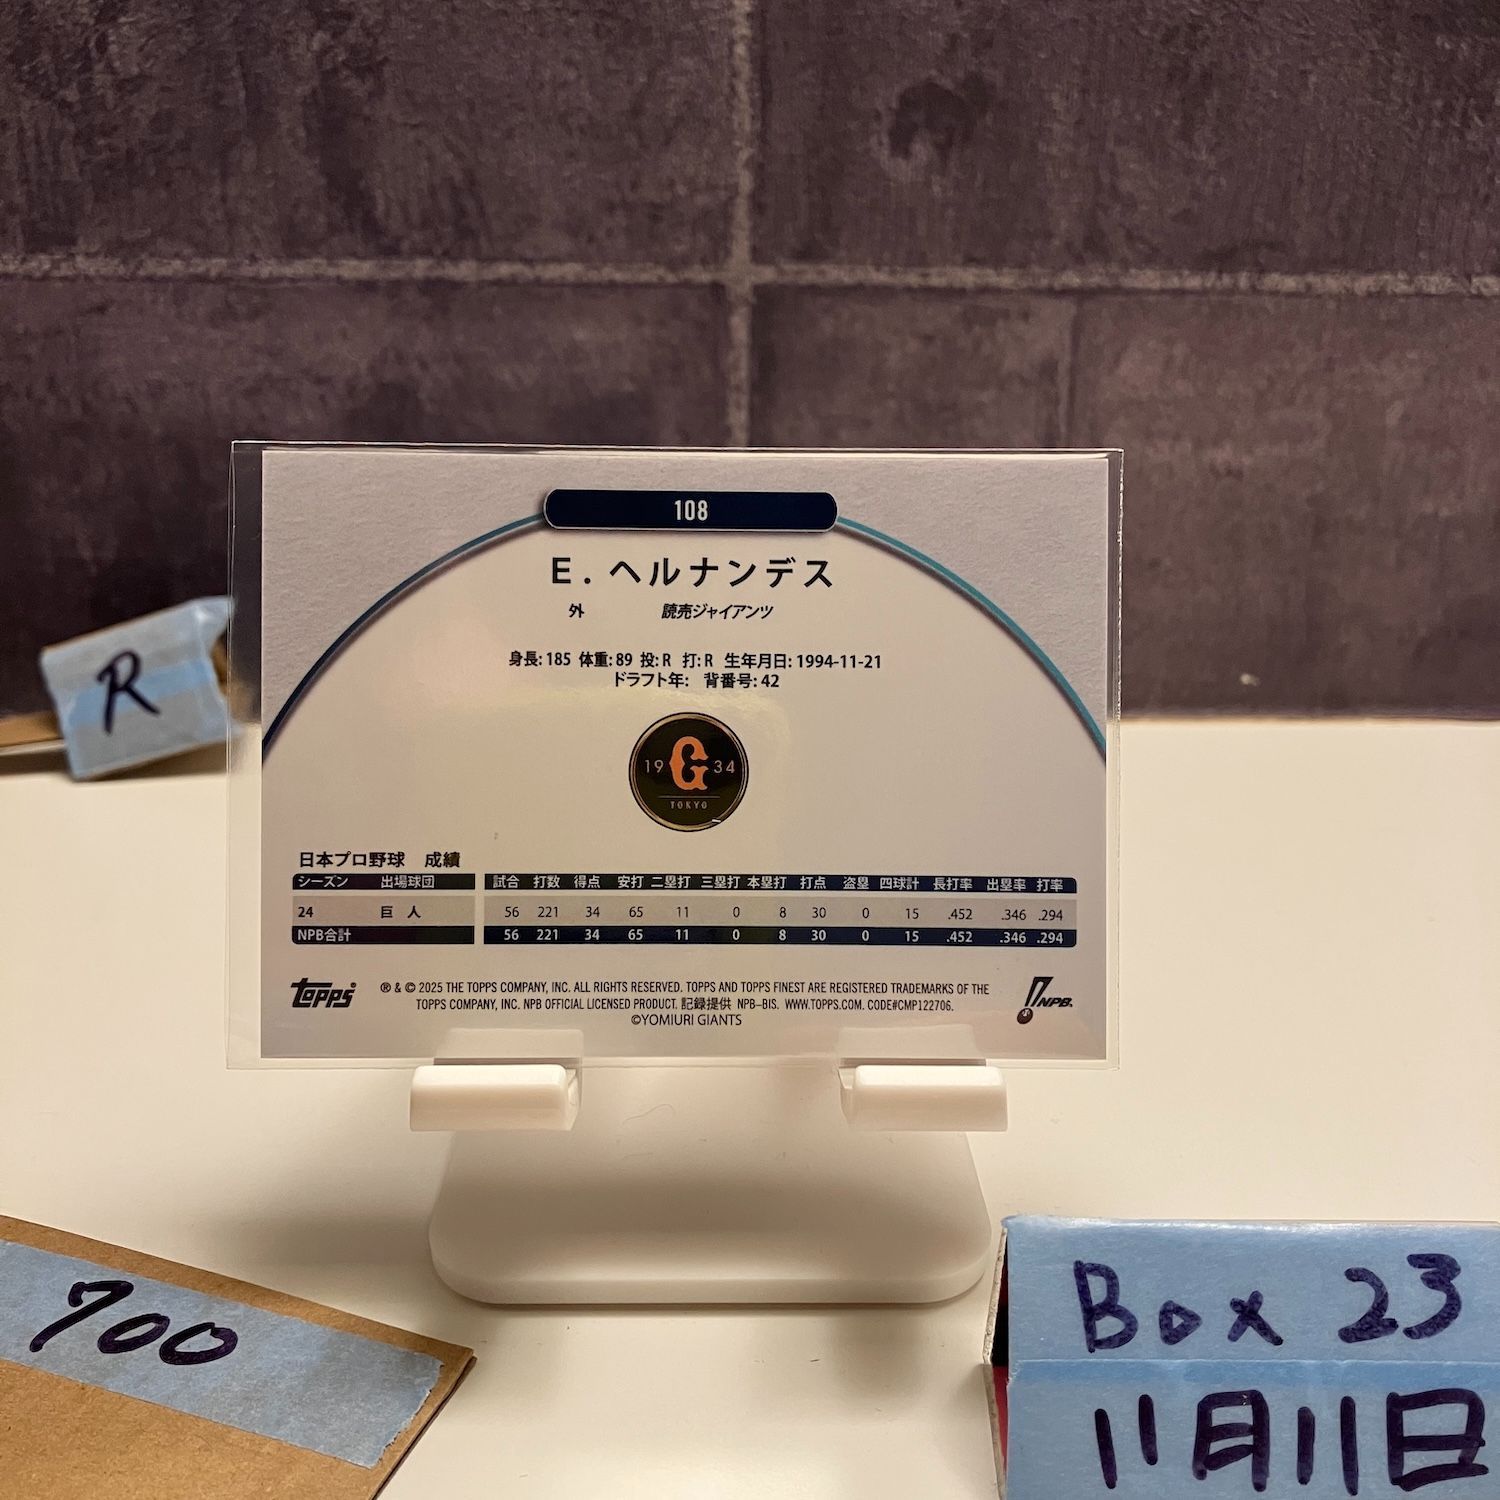 108
E. ヘルナンデス
外 読売ジャイアンツ
身長: 185 体重: 89 投: R 打: R 生年月日: 1994-11-21
ドラフト年: 背番号: 42
19 G 34
TOKYO
日本プロ野球 成績
シーズン 出場球団 試合 打数 得点 安打 二塁打 三塁打 本塁打 打点 盗塁 四球計 長打率 出塁率 打率
24 巨人 56 221 34 65 11 0 8 30 0 15 .452 .346 .294
NPB合計 56 221 34 65 11 0 8 30 0 15 .452 .346 .294
Topps
® & © 2025 THE TOPPS COMPANY, INC. ALL RIGHTS RESERVED. TOPPS AND TOPPS FINEST ARE REGISTERED TRADEMARKS OF THE
TOPPS COMPANY, INC. NPB OFFICIAL LICENSED PRODUCT. 記録提供 NPB-BIS. WWW.TOPPS.COM. CODE#CMP122706.
©YOMIURI GIANTS
NPB.
R
700
Box 23
11月11日